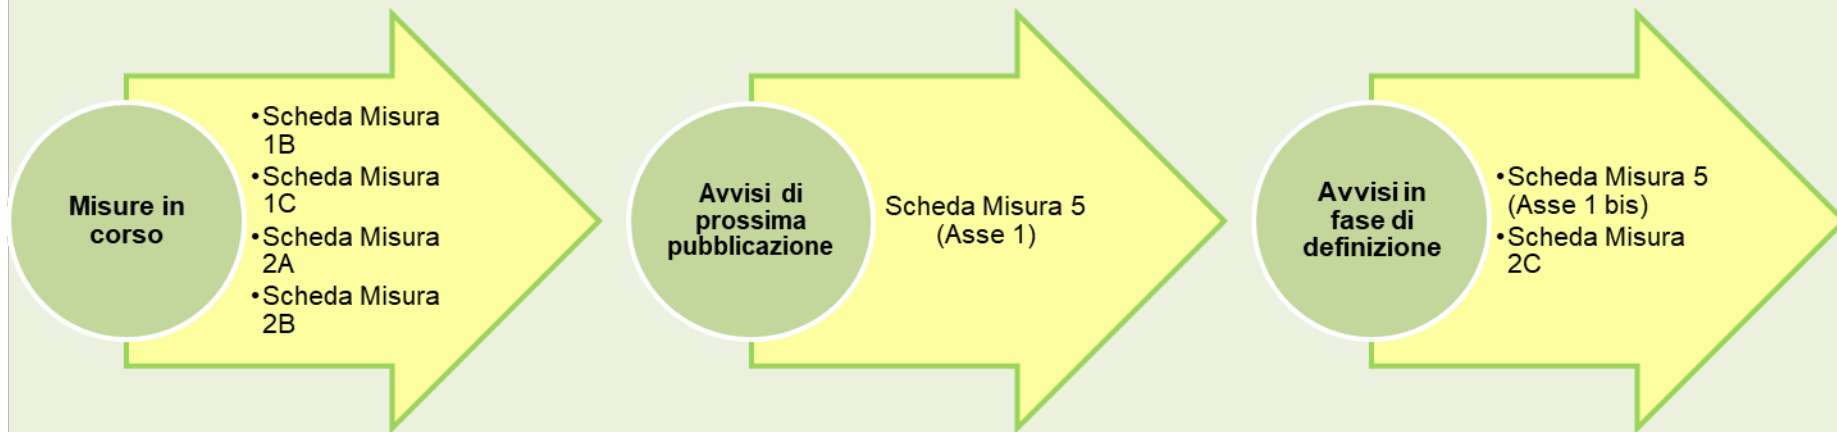 Misure in
corso
•Scheda Misura
1B
•Scheda Misura
1C
•Scheda Misura
2A
•Scheda Misura
2B
Avvisi di
prossima
pubblicazione
Scheda Misura 5
(Asse 1)
Avvisi in
fase di
definizione
•Scheda Misura 5
(Asse 1 bis)
•Scheda Misura
2C